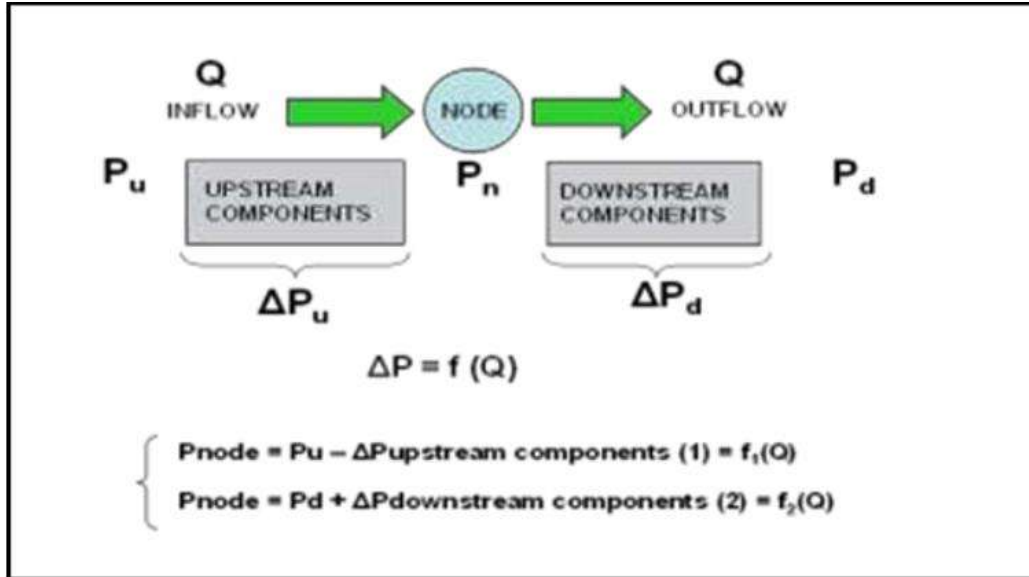 Q Q
INFLOW NODE OUTFLOW
Pu Pn Pd
UPSTREAM DOWNSTREAM
COMPONENTS COMPONENTS
ΔPu ΔPd
ΔP = f (Q)
Pnode = Pu – ΔPupstream components (1) = f₁(Q)
Pnode = Pd + ΔPdownstream components (2) = f₂(Q)